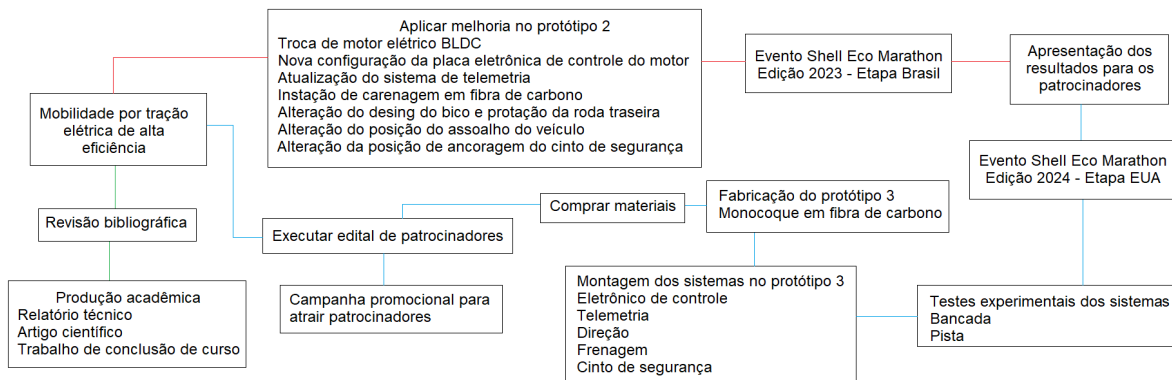 Aplicar melhoria no protótipo 2
Troca de motor elétrico BLDC
Nova configuração da placa eletrônica de controle do motor
Atualização do sistema de telemetria
Instação de carenagem em fibra de carbono
Alteração do desing do bico e protação da roda traseira
Alteração do posição do assoalho do veículo
Alteração da posição de ancoragem do cinto de segurança
Evento Shell Eco Marathon
Edição 2023 - Etapa Brasil
Apresentação dos
resultados para os
patrocinadores
Mobilidade por tração
elétrica de alta
eficiência
Evento Shell Eco Marathon
Edição 2024 - Etapa EUA
Revisão bibliográfica
Executar edital de patrocinadores
Comprar materiais
Fabricação do protótipo 3
Monocoque em fibra de carbono
Produção acadêmica
Relatório técnico
Artigo científico
Trabalho de conclusão de curso
Campanha promocional para
atrair patrocinadores
Montagem dos sistemas no protótipo 3
Eletrônico de controle
Telemetria
Direção
Frenagem
Cinto de segurança
Testes experimentais dos sistemas
Bancada
Pista